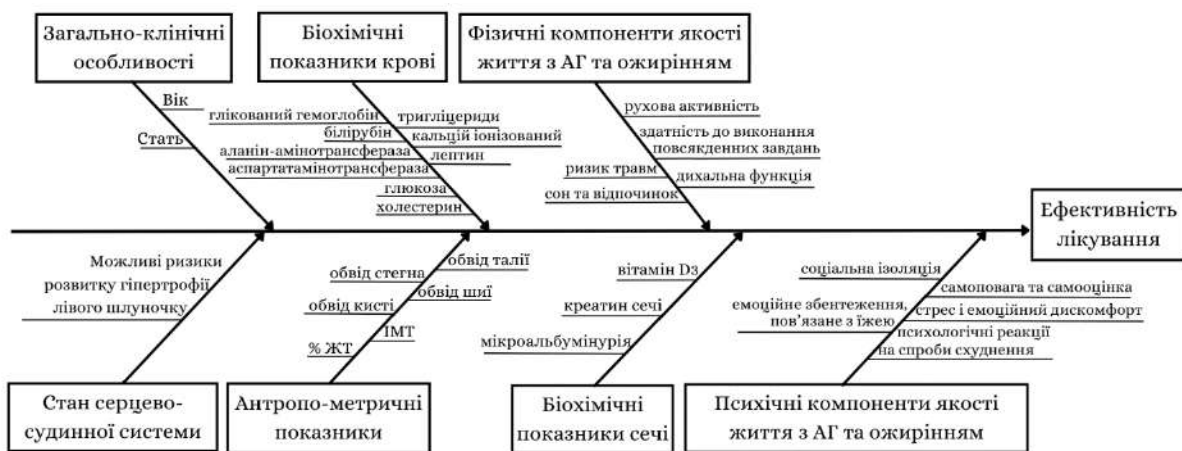 Загально-клінічні
особливості
Біохімічні
показники крові
Фізичні компоненти якості
життя з АГ та ожирінням
Вік
Стать
глікований гемоглобін
білірубін
аланін-амінотрансфераза
аспартатамінотрансфераза
глюкоза
холестерин
тригліцериди
кальцій іонізований
лептин
рухова активність
здатність до виконання
повсякденних завдань
ризик травм
дихальна функція
сон та відпочинок
Ефективність
лікування
Можливі ризики
розвитку гіпертрофії
лівого шлуночку
обвід талії
обвід стегна
обвід шиї
обвід кисті
ІМТ
% ЖТ
вітамін D3
креатин сечі
мікроальбумінурія
соціальна ізоляція
самоповага та самооцінка
емоційне збентеження,
пов’язане з їжею
стрес і емоційний дискомфорт
психологічні реакції
на спроби схуднення
Стан серцево-
судинної системи
Антропо-метричні
показники
Біохімічні
показники сечі
Психічні компоненти якості
життя з АГ та ожирінням